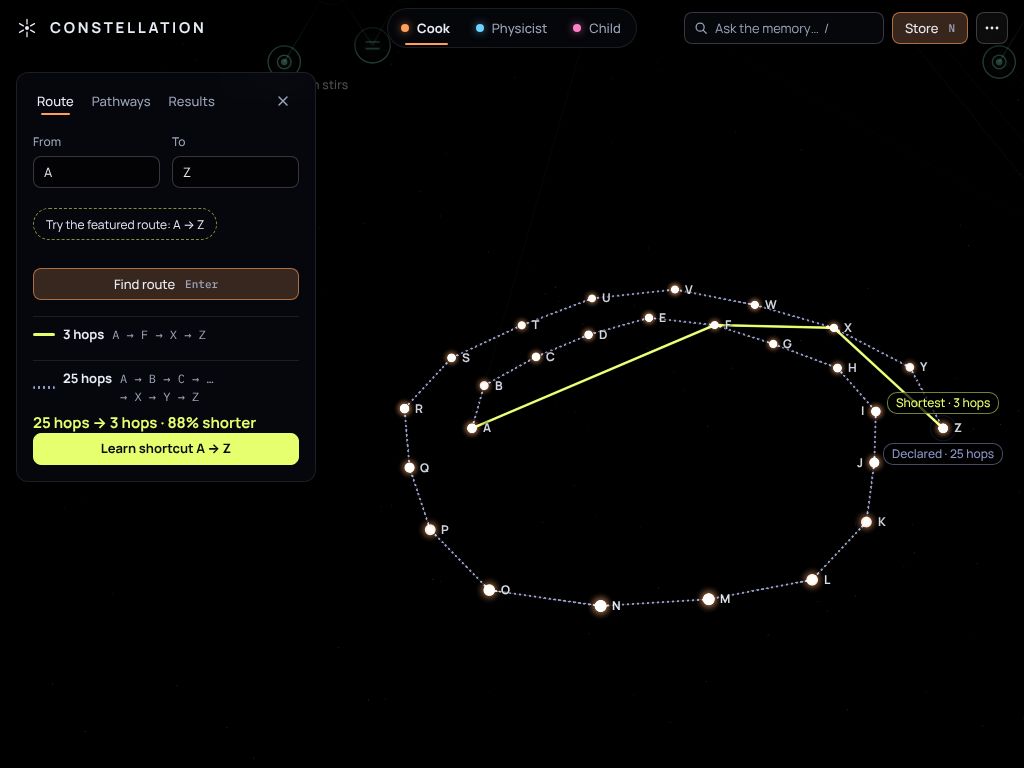 CONSTELLATION
Cook
Physicist
Child
Ask the memory… /
Store N
stirs
Route
Pathways
Results
From
To
A
Z
Try the featured route: A → Z
Find route Enter
3 hops A → F → X → Z
25 hops A → B → C → …
→ X → Y → Z
25 hops → 3 hops · 88% shorter
Learn shortcut A → Z
V
U
W
E
T
F
X
D
G
C
S
H
Y
B
Shortest · 3 hops
R
I
A
Z
Declared · 25 hops
J
Q
K
P
L
O
M
N